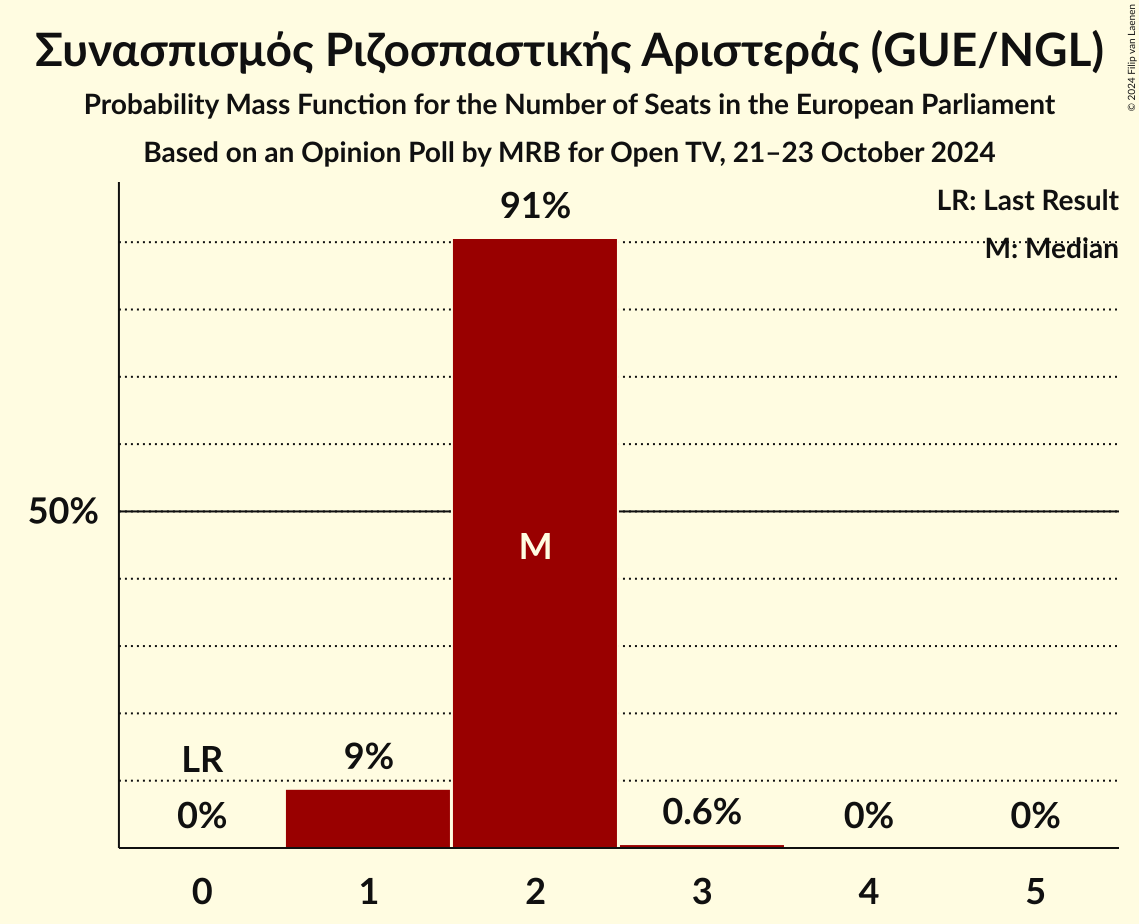 Συνασπισμός Ριζοσπαστικής Αριστεράς (GUE/NGL)
Probability Mass Function for the Number of Seats in the European Parliament
Based on an Opinion Poll by MRB for Open TV, 21–23 October 2024
© 2024 Filip van Laenen
LR: Last Result
M: Median
91%
50%
M
LR
9%
0%
0.6%
0%
0%
0 1 2 3 4 5